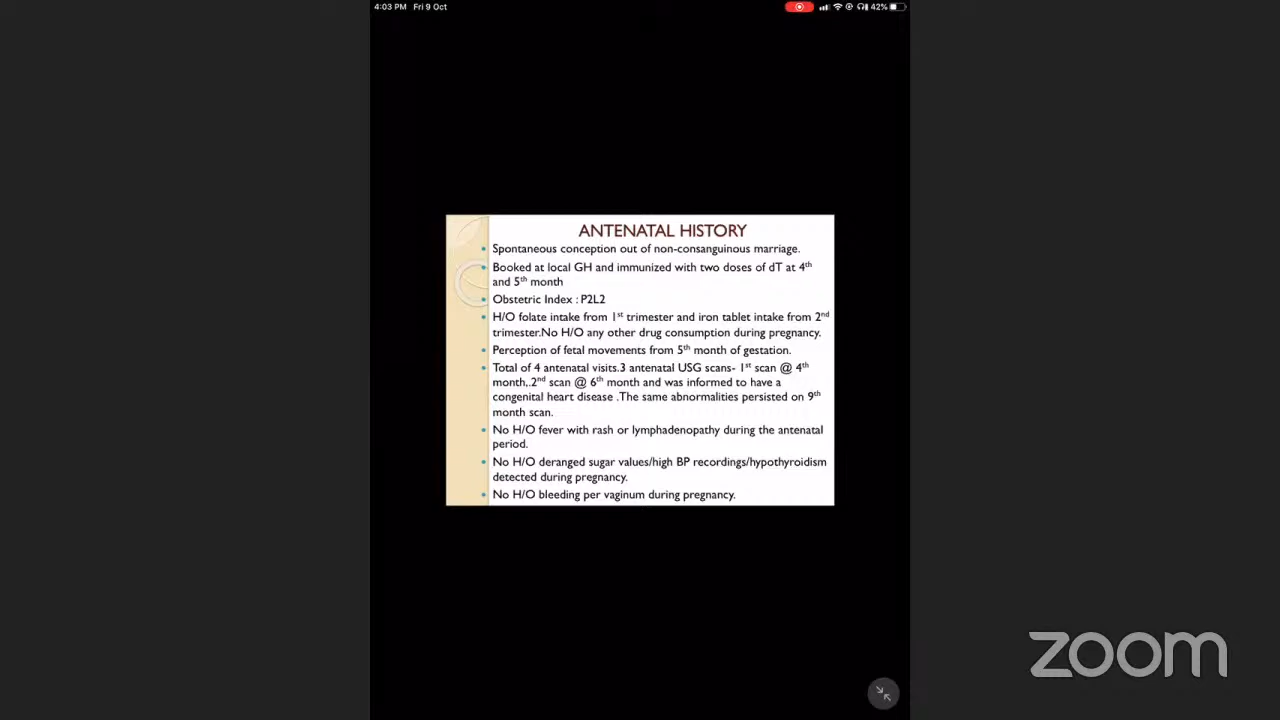 4:03 PM Fri 9 Oct 42%
ANTENATAL HISTORY
• Spontaneous conception out of non-consanguinous marriage.
• Booked at local GH and immunized with two doses of dT at 4th
and 5th month
• Obstetric Index : P2L2
• H/O folate intake from 1st trimester and iron tablet intake from 2nd
trimester.No H/O any other drug consumption during pregnancy.
• Perception of fetal movements from 5th month of gestation.
• Total of 4 antenatal visits.3 antenatal USG scans- 1st scan @ 4th
month,.2nd scan @ 6th month and was informed to have a
congenital heart disease .The same abnormalities persisted on 9th
month scan.
• No H/O fever with rash or lymphadenopathy during the antenatal
period.
• No H/O deranged sugar values/high BP recordings/hypothyroidism
detected during pregnancy.
• No H/O bleeding per vaginum during pregnancy.
zoom